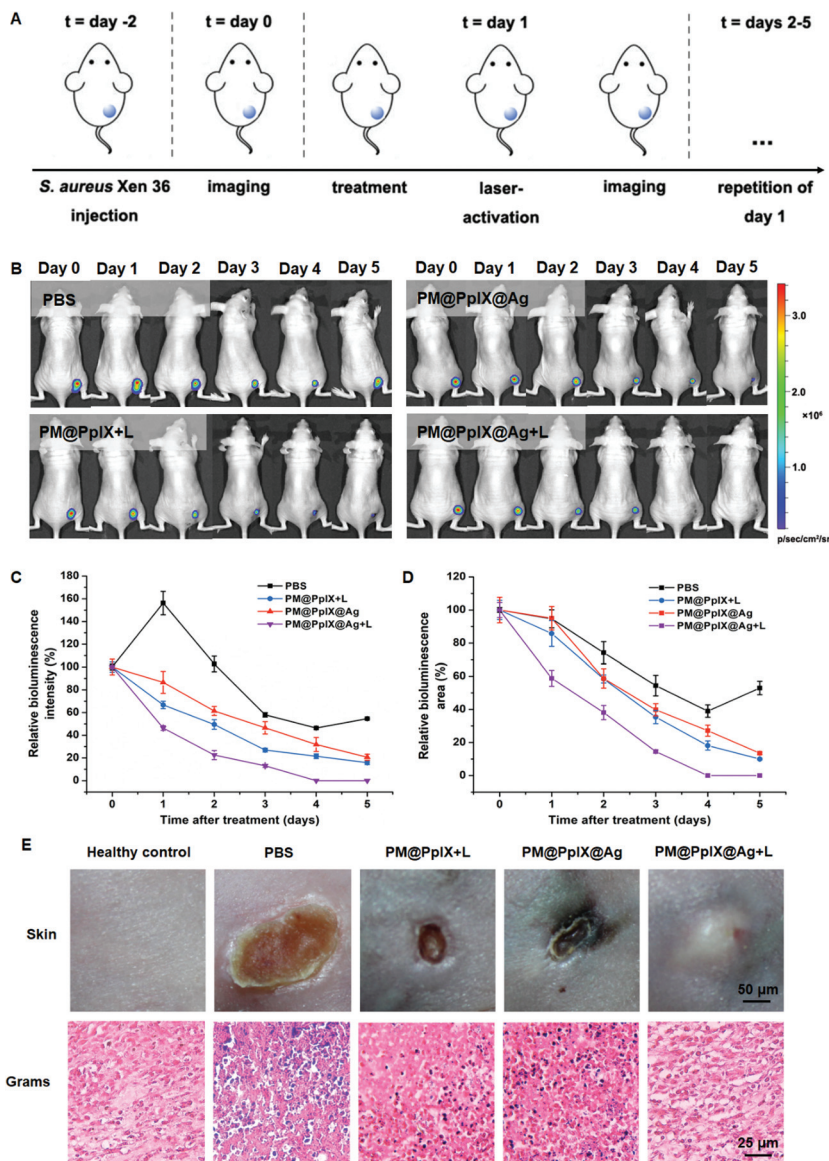 A
t = day -2 t = day 0 t = day 1 t = days 2-5
...
S. aureus Xen 36 imaging treatment laser- imaging repetition of
injection activation day 1
B
Day 0 Day 1 Day 2 Day 3 Day 4 Day 5 Day 0 Day 1 Day 2 Day 3 Day 4 Day 5
PBS PM@PpIX@Ag
PM@PpIX+L PM@PpIX@Ag+L
3.0
2.0
×10⁶
1.0
p/sec/cm²/sr
C
Relative bioluminescence
intensity (%)
180
160
140
120
100
80
60
40
20
0
PBS
PM@PpIX+L
PM@PpIX@Ag
PM@PpIX@Ag+L
0 1 2 3 4 5
Time after treatment (days)
D
Relative bioluminescence
area (%)
120
100
80
60
40
20
0
PBS
PM@PpIX+L
PM@PpIX@Ag
PM@PpIX@Ag+L
0 1 2 3 4 5
Time after treatment (days)
E
Healthy control PBS PM@PpIX+L PM@PpIX@Ag PM@PpIX@Ag+L
Skin
50 µm
Grams
25 µm